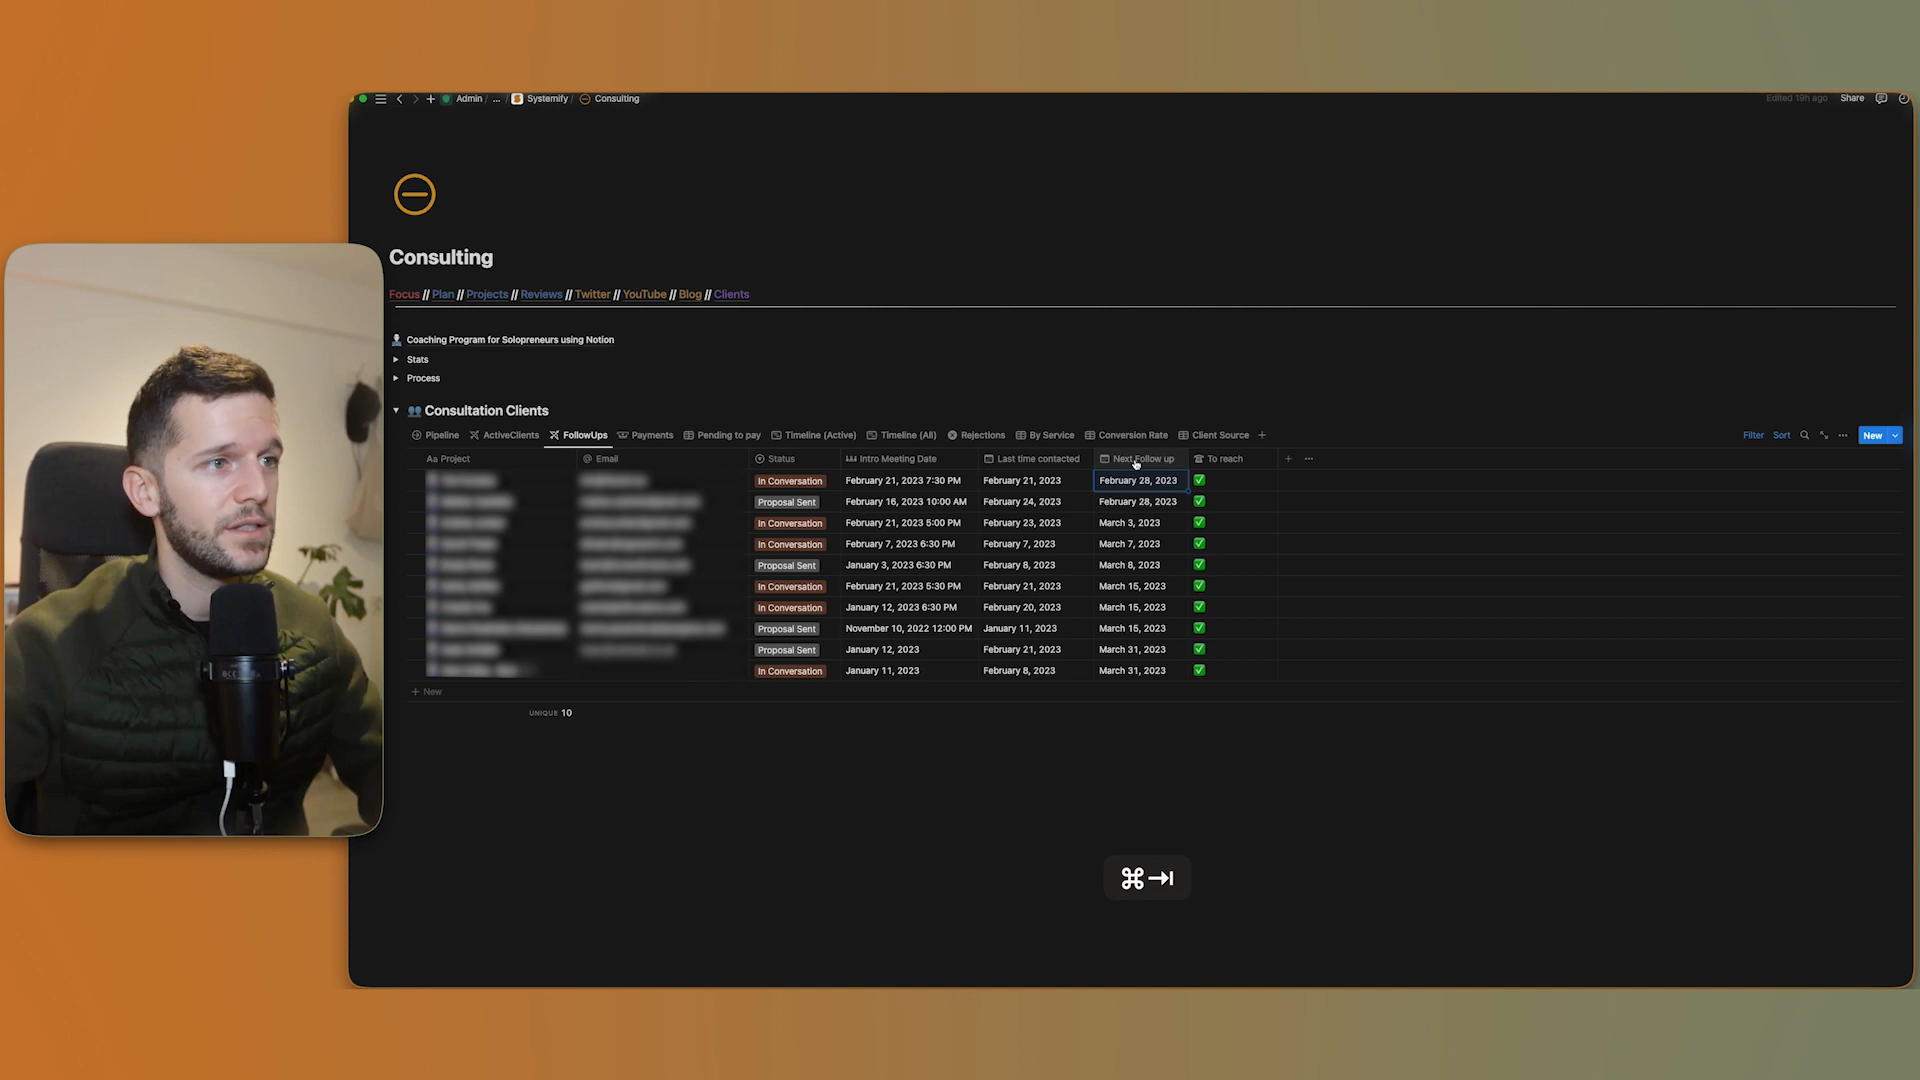 Admin / ... / Systemify / Consulting
Edited 19h ago Share
Consulting
Focus // Plan // Projects // Reviews // Twitter // YouTube // Blog // Clients
Coaching Program for Solopreneurs using Notion
Stats
Process
Consultation Clients
Pipeline ActiveClients FollowUps Payments Pending to pay Timeline (Active) Timeline (All) Rejections By Service Conversion Rate Client Source Filter Sort New
Aa Project Email Status Intro Meeting Date Last time contacted Next Follow up To reach
In Conversation February 21, 2023 7:30 PM February 21, 2023 February 28, 2023
Proposal Sent February 16, 2023 10:00 AM February 24, 2023 February 28, 2023
In Conversation February 21, 2023 5:00 PM February 23, 2023 March 3, 2023
In Conversation February 7, 2023 6:30 PM February 7, 2023 March 7, 2023
Proposal Sent January 3, 2023 6:30 PM February 8, 2023 March 8, 2023
In Conversation February 21, 2023 5:30 PM February 21, 2023 March 15, 2023
In Conversation January 12, 2023 6:30 PM February 20, 2023 March 15, 2023
Proposal Sent November 10, 2022 12:00 PM January 11, 2023 March 15, 2023
Proposal Sent January 12, 2023 February 21, 2023 March 31, 2023
In Conversation January 11, 2023 February 8, 2023 March 31, 2023
+ New
UNIQUE 10
⌘⇥